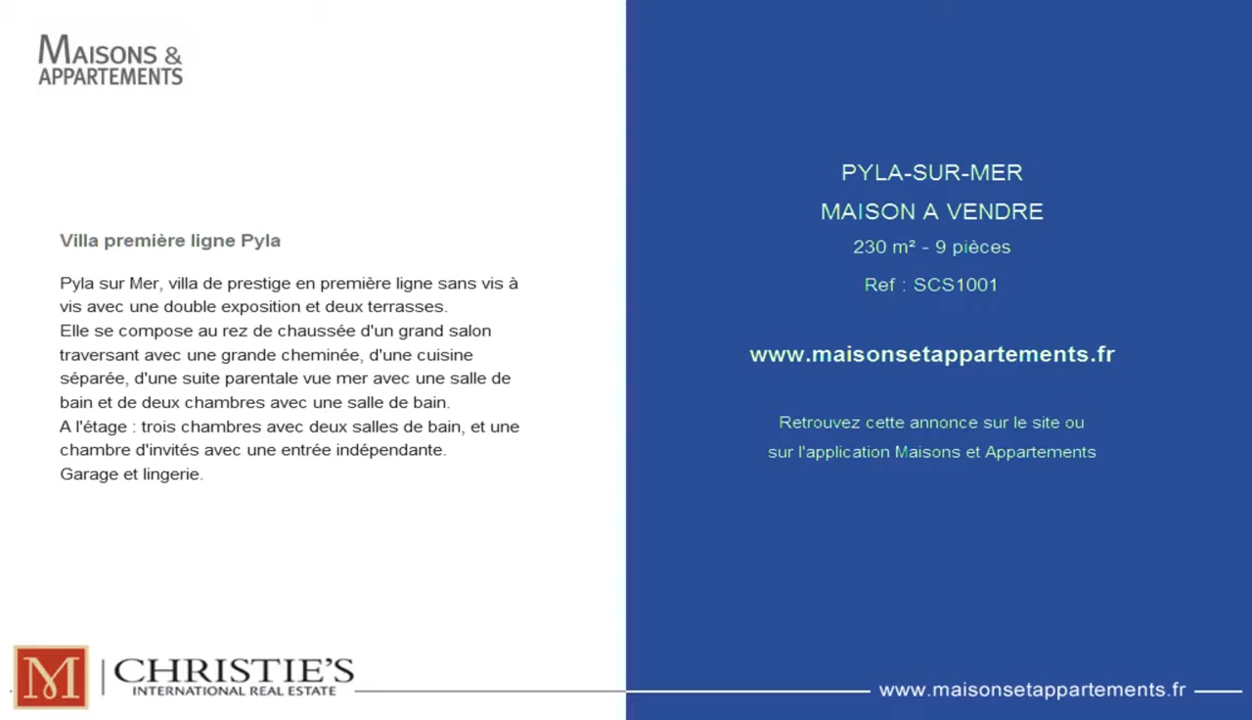 MAISONS &
APPARTEMENTS
Villa première ligne Pyla
Pyla sur Mer, villa de prestige en première ligne sans vis à
vis avec une double exposition et deux terrasses.
Elle se compose au rez de chaussée d'un grand salon
traversant avec une grande cheminée, d'une cuisine
séparée, d'une suite parentale vue mer avec une salle de
bain et de deux chambres avec une salle de bain.
A l'étage : trois chambres avec deux salles de bain, et une
chambre d'invités avec une entrée indépendante.
Garage et lingerie.
M
CHRISTIE'S
INTERNATIONAL REAL ESTATE
PYLA-SUR-MER
MAISON A VENDRE
230 m² - 9 pièces
Ref : SCS1001
www.maisonsetappartements.fr
Retrouvez cette annonce sur le site ou
sur l'application Maisons et Appartements
www.maisonsetappartements.fr